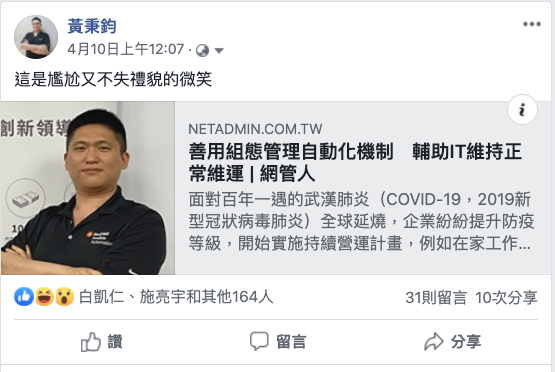 黃秉鈞
4月10日上午12:07 ·
這是尷尬又不失禮貌的微笑
創新領導
NETADMIN.COM.TW
善用組態管理自動化機制 輔助IT維持正
常維運 | 網管人
面對百年一遇的武漢肺炎（COVID-19，2019新
型冠狀病毒肺炎）全球延燒，企業紛紛提升防疫
等級，開始實施持續營運計畫，例如在家工作...
白凱仁、施亮宇和其他164人
31則留言 10次分享
讚
留言
分享